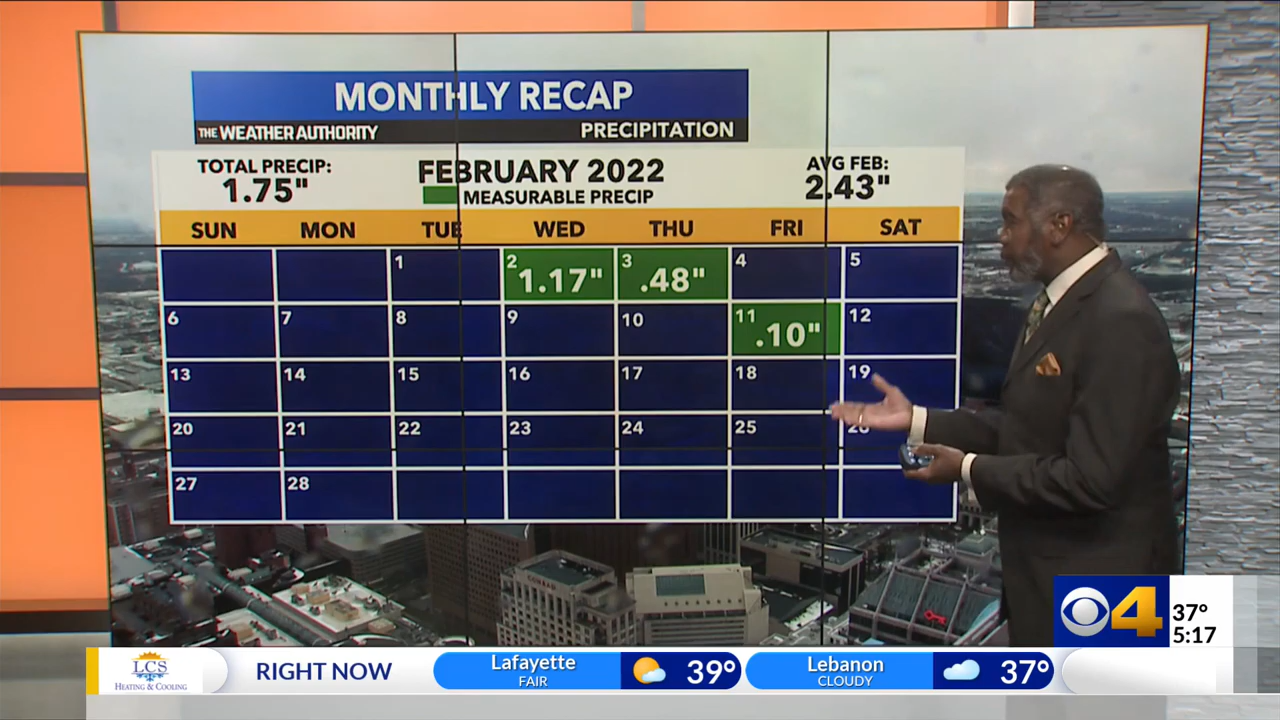 MONTHLY RECAP
THE WEATHER AUTHORITY PRECIPITATION
TOTAL PRECIP: FEBRUARY 2022 AVG FEB:
1.75" MEASURABLE PRECIP 2.43"
SUN MON TUE WED THU FRI SAT
1 2 1.17" 3 .48" 4 5
6 7 8 9 10 11 .10" 12
13 14 15 16 17 18 19
20 21 22 23 24 25 26
27 28
CONRAD
4 37°
5:17
LCS
HEATING & COOLING
RIGHT NOW
Lafayette
FAIR
39°
Lebanon
CLOUDY
37°